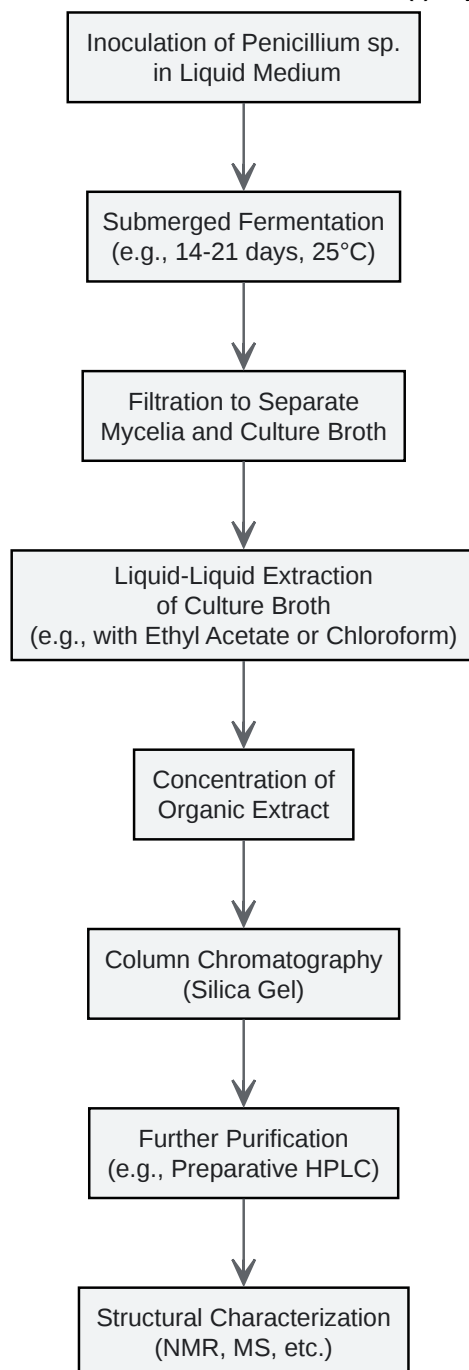 Inoculation of Penicillium sp.
in Liquid Medium
Submerged Fermentation
(e.g., 14-21 days, 25°C)
Filtration to Separate
Mycelia and Culture Broth
Liquid-Liquid Extraction
of Culture Broth
(e.g., with Ethyl Acetate or Chloroform)
Concentration of
Organic Extract
Column Chromatography
(Silica Gel)
Further Purification
(e.g., Preparative HPLC)
Structural Characterization
(NMR, MS, etc.)